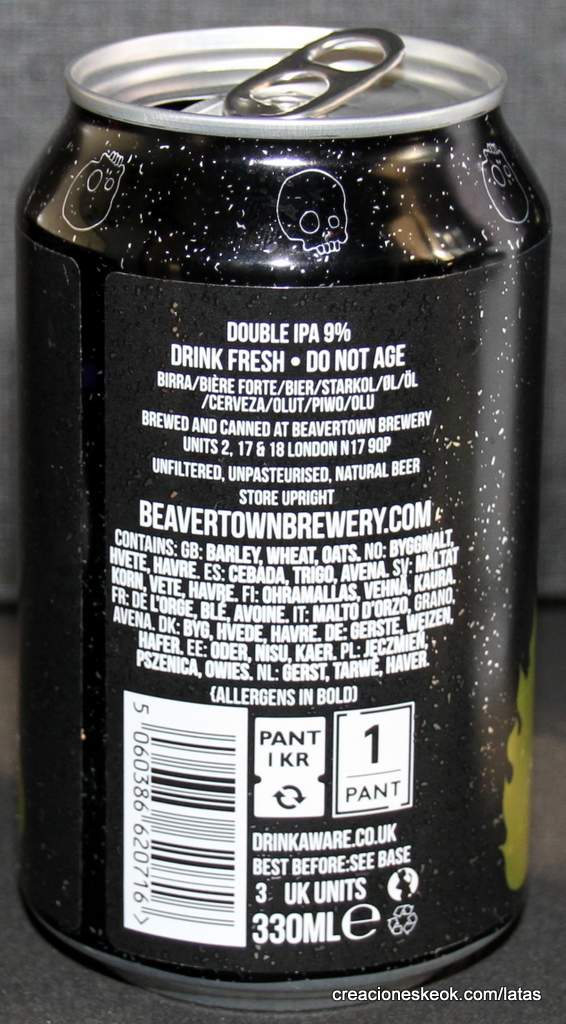 DOUBLE IPA 9%
DRINK FRESH • DO NOT AGE
BIRRA/BIÈRE FORTE/BIER/STARKOL/ØL/ÖL
/CERVEZA/OLUT/PIWO/OLU
BREWED AND CANNED AT BEAVERTOWN BREWERY
UNITS 2, 17 & 18 LONDON N17 9QP
UNFILTERED, UNPASTEURISED, NATURAL BEER
STORE UPRIGHT
BEAVERTOWNBREWERY.COM
CONTAINS: GB: BARLEY, WHEAT, OATS. NO: BYGGMALT,
HVETE, HAVRE. ES: CEBADA, TRIGO, AVENA. SV: MALTAT
KORN, VETE, HAVRE. FI: OHRAMALLAS, VEHNÄ, KAURA.
FR: DE L'ORGE, BLÉ, AVOINE. IT: MALTO D'ORZO, GRANO,
AVENA. DK: BYG, HVEDE, HAVRE. DE: GERSTE, WEIZEN,
HAFER. EE: ODER, NISU, KAER. PL: JĘCZMIEŃ,
PSZENICA, OWIES. NL: GERST, TARWE, HAVER.
(ALLERGENS IN BOLD)
5 060386 620716 >
PANT
1 KR
1
PANT
DRINKAWARE.CO.UK
BEST BEFORE:SEE BASE
3 UK UNITS
330ML e
creacioneskeok.com/latas